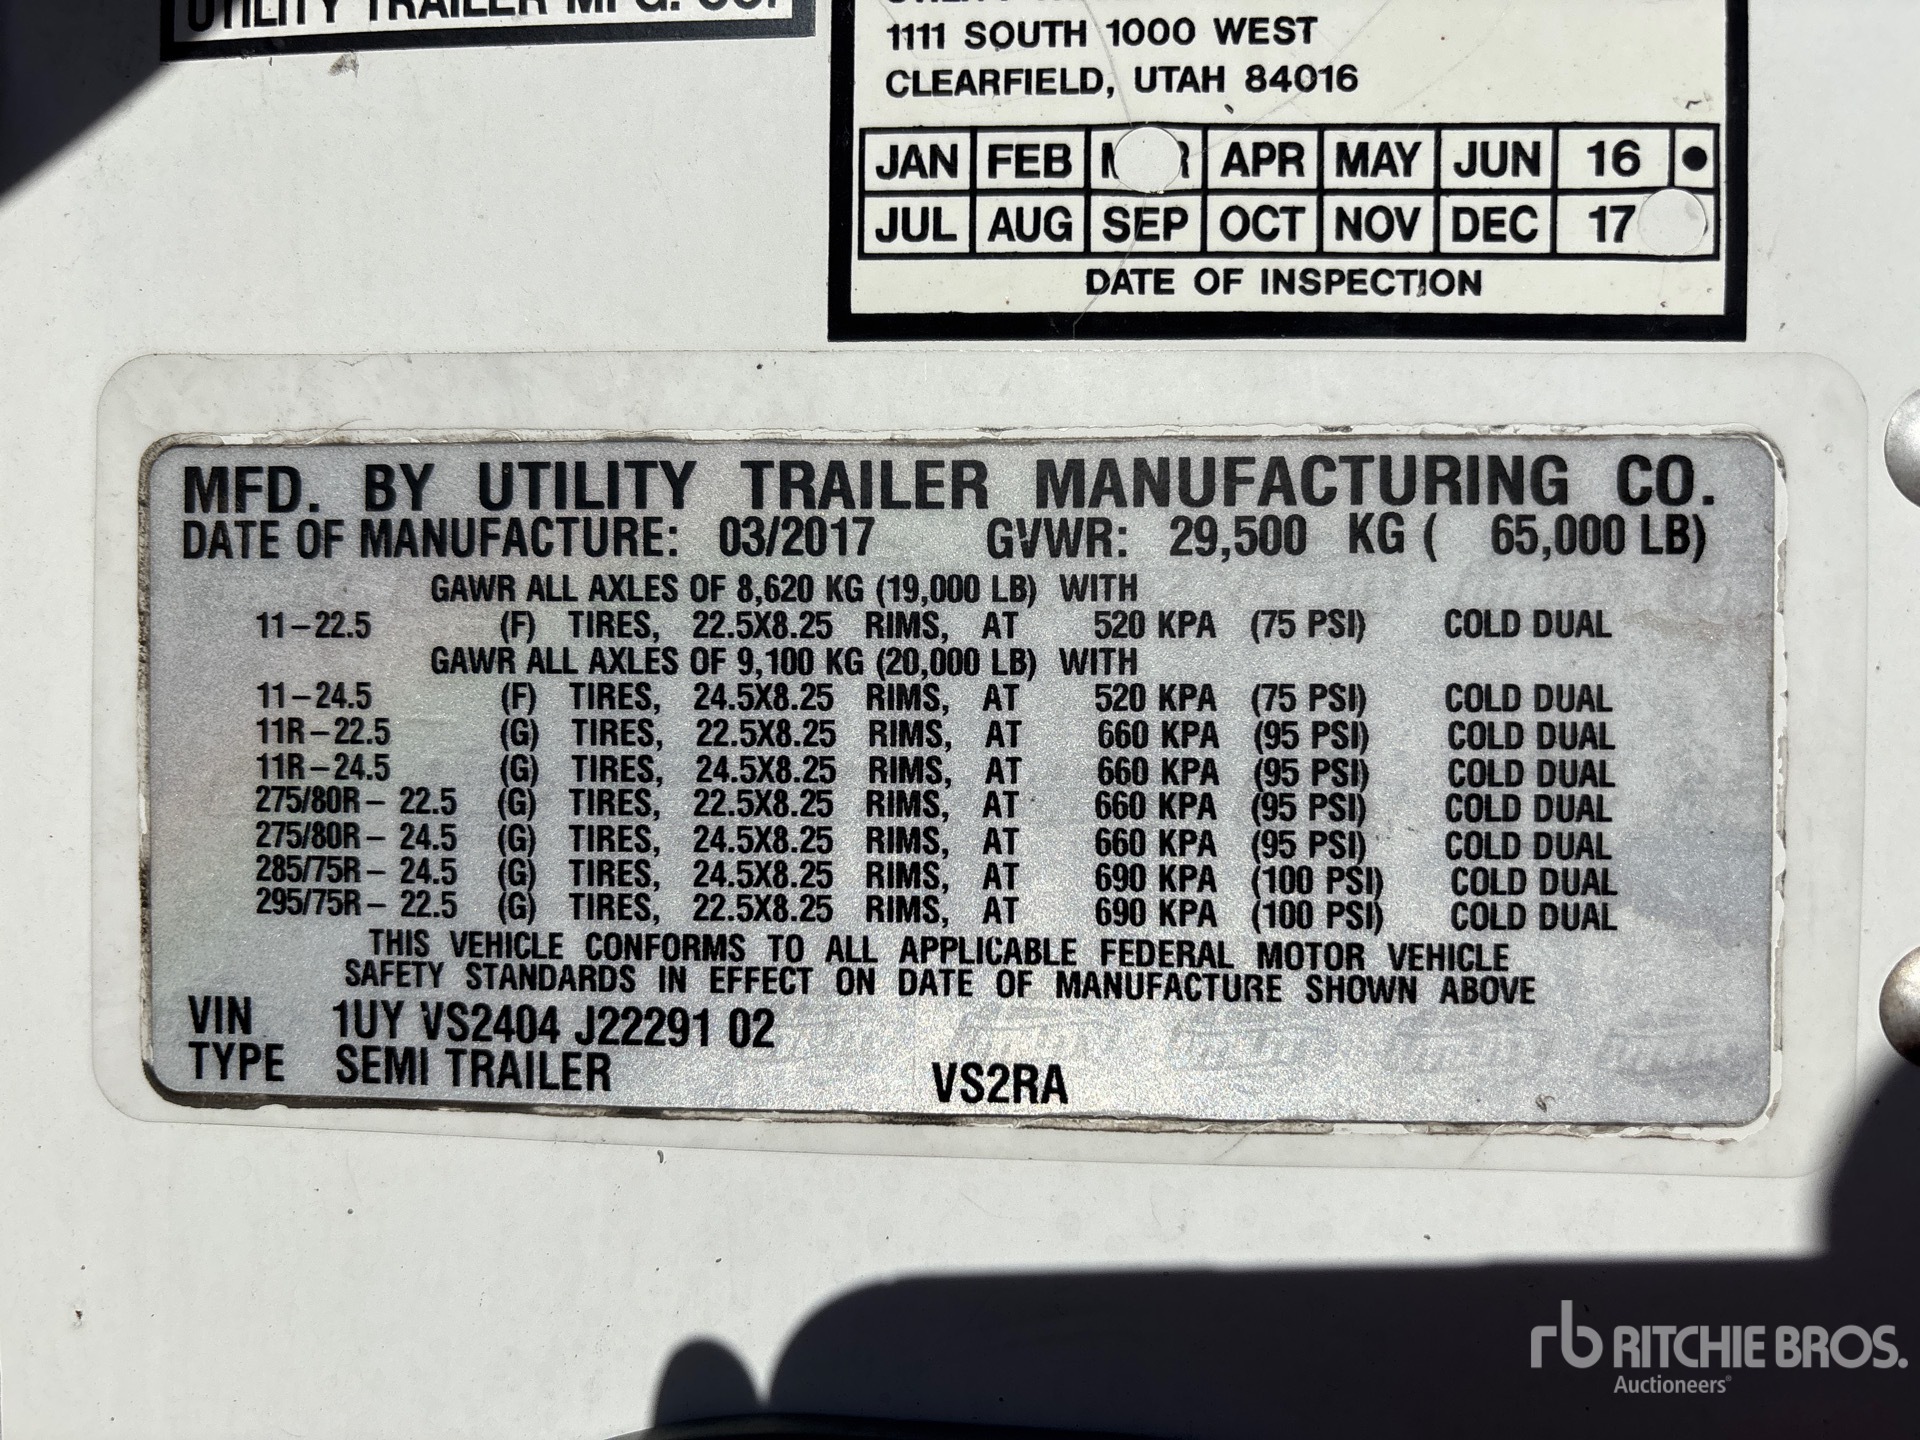 UTILITY TRAILER MFG. CO.
1111 SOUTH 1000 WEST
CLEARFIELD, UTAH 84016
JAN FEB APR MAY JUN 16
JUL AUG SEP OCT NOV DEC 17
DATE OF INSPECTION
MFD. BY UTILITY TRAILER MANUFACTURING CO.
DATE OF MANUFACTURE: 03/2017 GVWR: 29,500 KG ( 65,000 LB)
GAWR ALL AXLES OF 8,620 KG (19,000 LB) WITH
11-22.5 (F) TIRES, 22.5X8.25 RIMS, AT 520 KPA (75 PSI) COLD DUAL
GAWR ALL AXLES OF 9,100 KG (20,000 LB) WITH
11-24.5 (F) TIRES, 24.5X8.25 RIMS, AT 520 KPA (75 PSI) COLD DUAL
11R-22.5 (G) TIRES, 22.5X8.25 RIMS, AT 660 KPA (95 PSI) COLD DUAL
11R-24.5 (G) TIRES, 24.5X8.25 RIMS, AT 660 KPA (95 PSI) COLD DUAL
275/80R- 22.5 (G) TIRES, 22.5X8.25 RIMS, AT 660 KPA (95 PSI) COLD DUAL
275/80R- 24.5 (G) TIRES, 24.5X8.25 RIMS, AT 660 KPA (95 PSI) COLD DUAL
285/75R- 24.5 (G) TIRES, 24.5X8.25 RIMS, AT 690 KPA (100 PSI) COLD DUAL
295/75R- 22.5 (G) TIRES, 22.5X8.25 RIMS, AT 690 KPA (100 PSI) COLD DUAL
THIS VEHICLE CONFORMS TO ALL APPLICABLE FEDERAL MOTOR VEHICLE
SAFETY STANDARDS IN EFFECT ON DATE OF MANUFACTURE SHOWN ABOVE
VIN 1UY VS2404 J22291 02
TYPE SEMI TRAILER VS2RA
rb RITCHIE BROS.
Auctioneers®